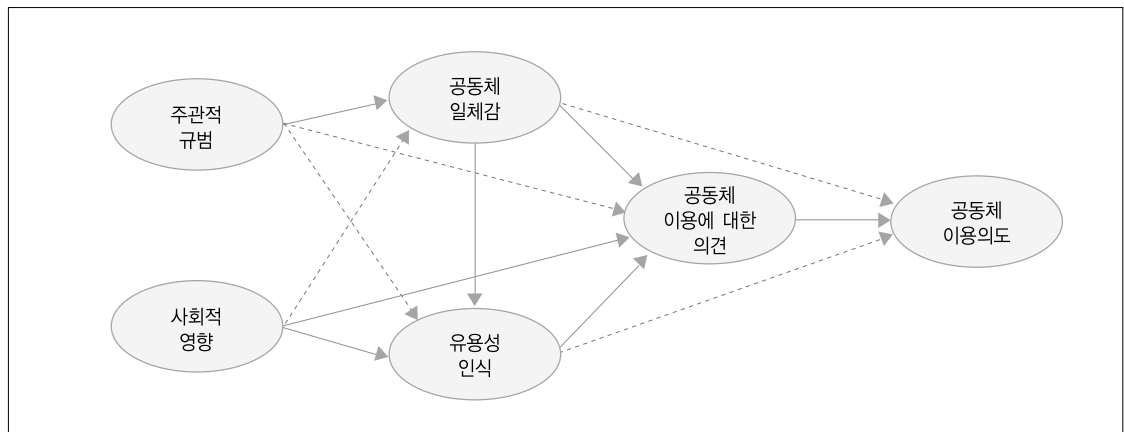 주관적
규범
공동체
일체감
공동체
이용에 대한
의견
공동체
이용의도
사회적
영향
유용성
인식